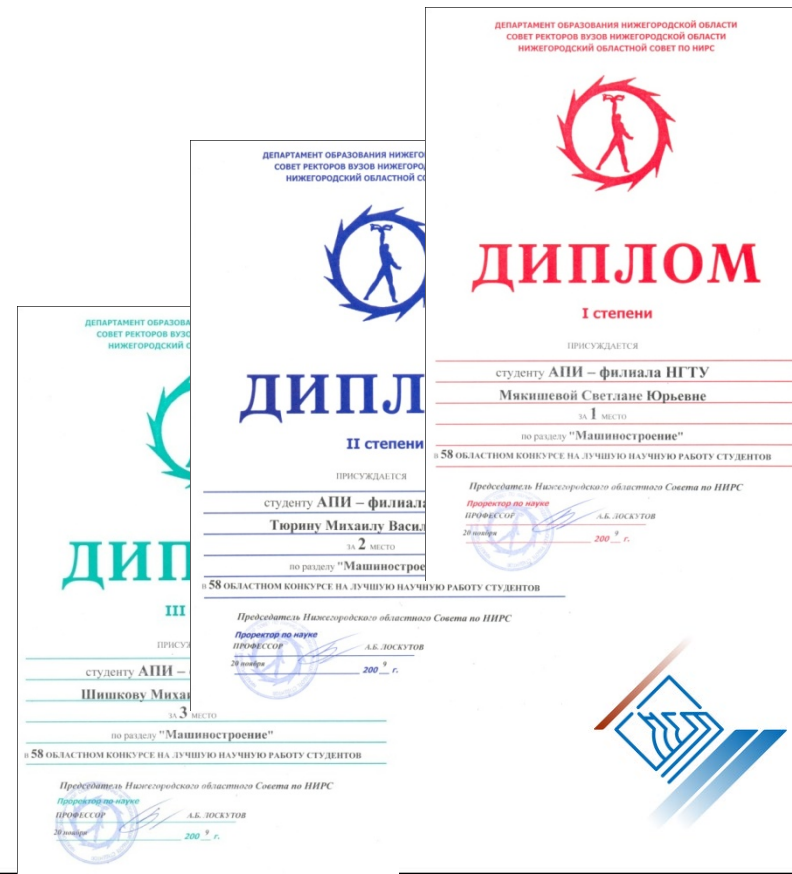 ДЕПАРТАМЕНТ ОБРАЗОВАНИЯ НИЖЕГОРОДСКОЙ ОБЛАСТИ
СОВЕТ РЕКТОРОВ ВУЗОВ НИЖЕГОРОДСКОЙ ОБЛАСТИ
НИЖЕГОРОДСКИЙ ОБЛАСТНОЙ СОВЕТ ПО НИРС
ДИПЛОМ
I степени
ПРИСУЖДАЕТСЯ
студенту АПИ – филиала НГТУ
Мякишевой Светлане Юрьевне
ЗА 1 МЕСТО
по разделу "Машиностроение"
в 58 ОБЛАСТНОМ КОНКУРСЕ НА ЛУЧШУЮ НАУЧНУЮ РАБОТУ СТУДЕНТОВ
Председатель Нижегородского областного Совета по НИРС
Проректор по науке
ПРОФЕССОР А.Б. ЛОСКУТОВ
20 ноября 200 9 г.
ДЕПАРТАМЕНТ ОБРАЗОВАНИЯ НИЖЕГО
СОВЕТ РЕКТОРОВ ВУЗОВ НИЖЕГОРОД
НИЖЕГОРОДСКИЙ ОБЛАСТНОЙ С
ДИПЛ
II степени
ПРИСУЖДАЕТСЯ
студенту АПИ – филиала
Тюрину Михаилу Васил
ЗА 2 МЕСТО
по разделу "Машинострое
в 58 ОБЛАСТНОМ КОНКУРСЕ НА ЛУЧШУЮ НАУЧНУЮ РАБОТУ СТУДЕНТОВ
Председатель Нижегородского областного Совета по НИРС
Проректор по науке
ПРОФЕССОР А.Б. ЛОСКУТОВ
20 ноября 200 9 г.
ДЕПАРТАМЕНТ ОБРАЗОВА
СОВЕТ РЕКТОРОВ ВУЗО
НИЖЕГОРОДСКИЙ
ДИП
III
ПРИСУЖ
студенту АПИ –
Шишкову Михаи
ЗА 3 МЕСТО
по разделу "Машиностроение"
в 58 ОБЛАСТНОМ КОНКУРСЕ НА ЛУЧШУЮ НАУЧНУЮ РАБОТУ СТУДЕНТОВ
Председатель Нижегородского областного Совета по НИРС
Проректор по науке
ПРОФЕССОР А.Б. ЛОСКУТОВ
20 ноября 200 9 г.